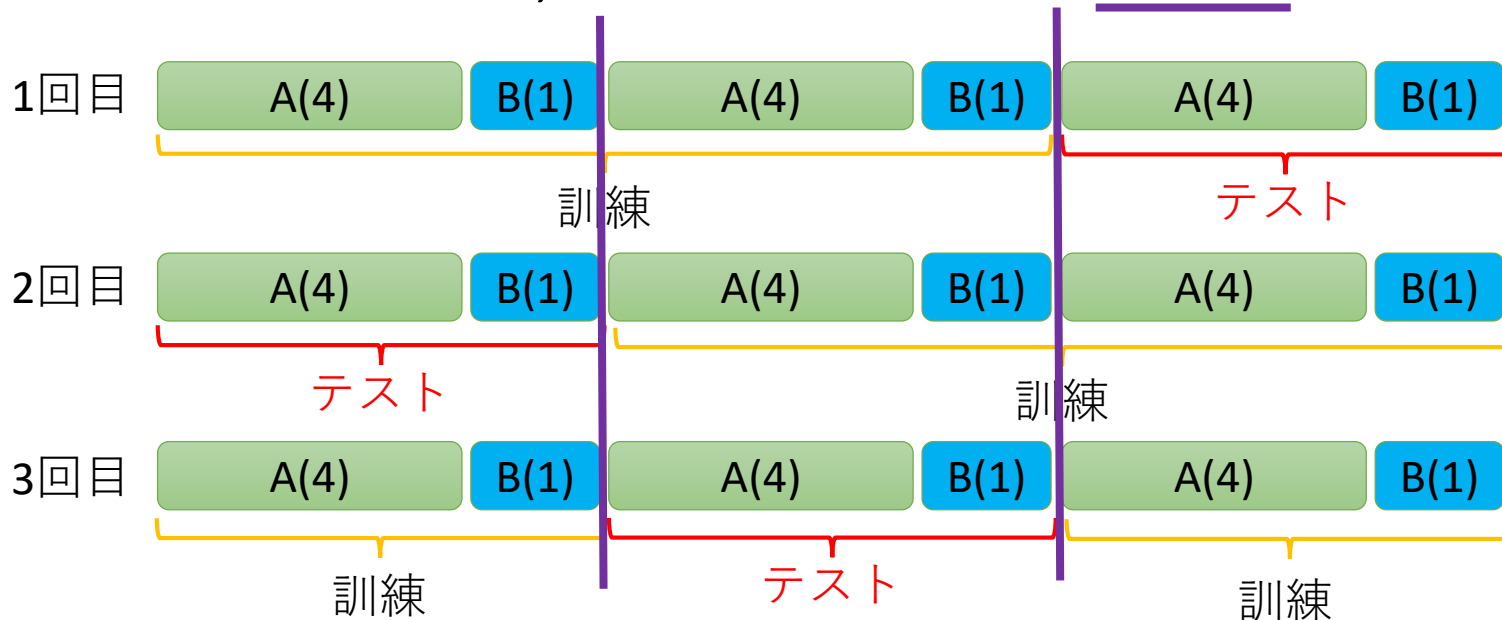 1回目 A(4) B(1) A(4) B(1) A(4) B(1)
訓練 テスト
2回目 A(4) B(1) A(4) B(1) A(4) B(1)
テスト 訓練
3回目 A(4) B(1) A(4) B(1) A(4) B(1)
訓練 テスト 訓練